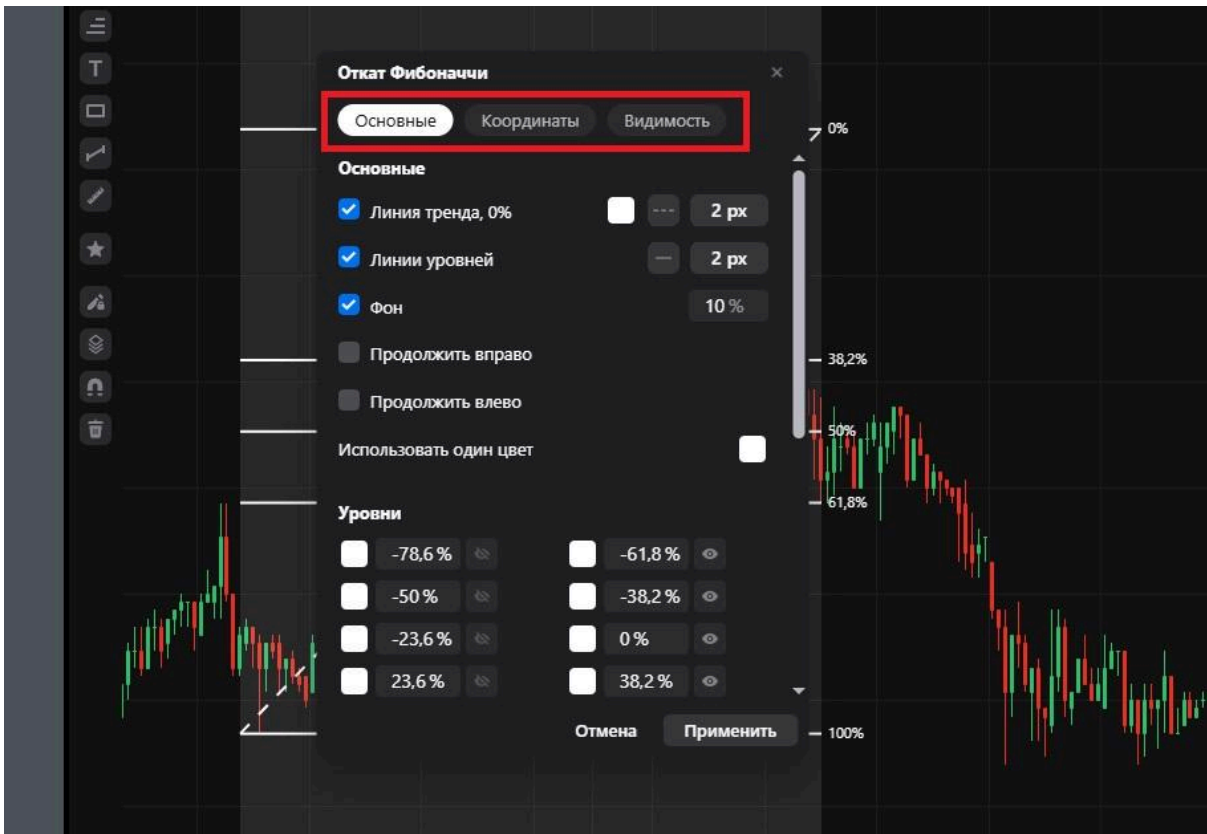 T
Откат Фибоначчи
Основные Координаты Видимость
0%
Основные
Линия тренда, 0% 2 px
Линии уровней 2 px
Фон 10 %
Продолжить вправо
38,2%
Продолжить влево
50%
Использовать один цвет
61,8%
Уровни
-78,6 % -61,8 %
-50 % -38,2 %
-23,6 % 0 %
23,6 % 38,2 %
Отмена Применить
100%